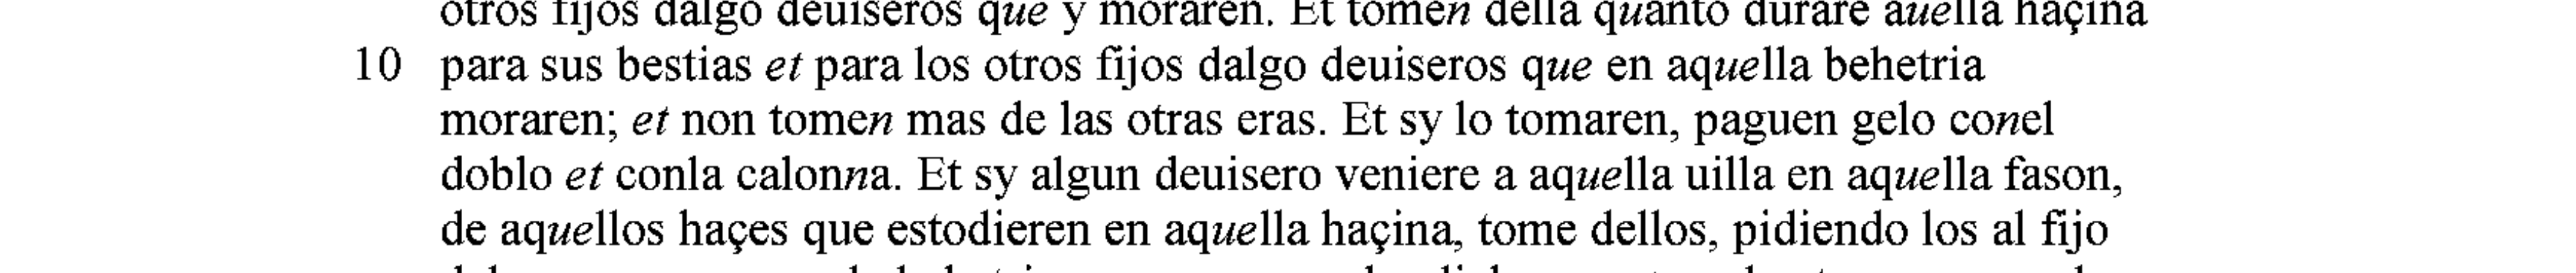 otros fijos dalgo deuiseros que y moraren. Et tomen della quanto durare auella haçina
10 para sus bestias et para los otros fijos dalgo deuiseros que en aquella behetria
moraren; et non tomen mas de las otras eras. Et sy lo tomaren, paguen gelo conel
doblo et conla calonna. Et sy algun deuisero veniere a aquella uilla en aquella fason,
de aquellos haçes que estodieren en aquella haçina, tome dellos, pidiendo los al fijo